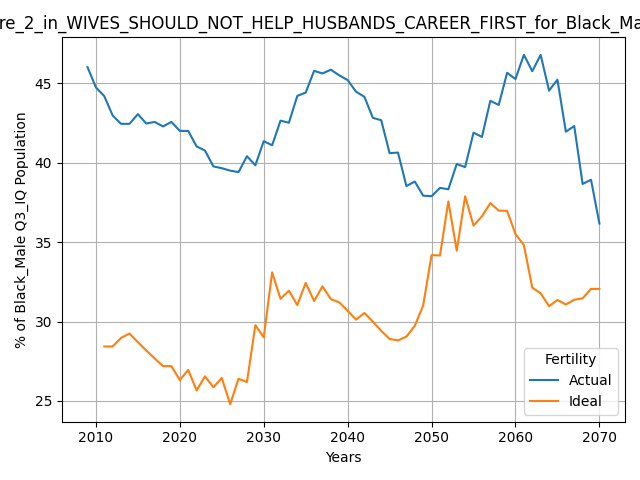 re_2_in_WIVES_SHOULD_NOT_HELP_HUSBANDS_CAREER_FIRST_for_Black_Ma
% of Black_Male Q3_IQ Population
45
40
35
30
25
Fertility
Actual
Ideal
2010 2020 2030 2040 2050 2060 2070
Years